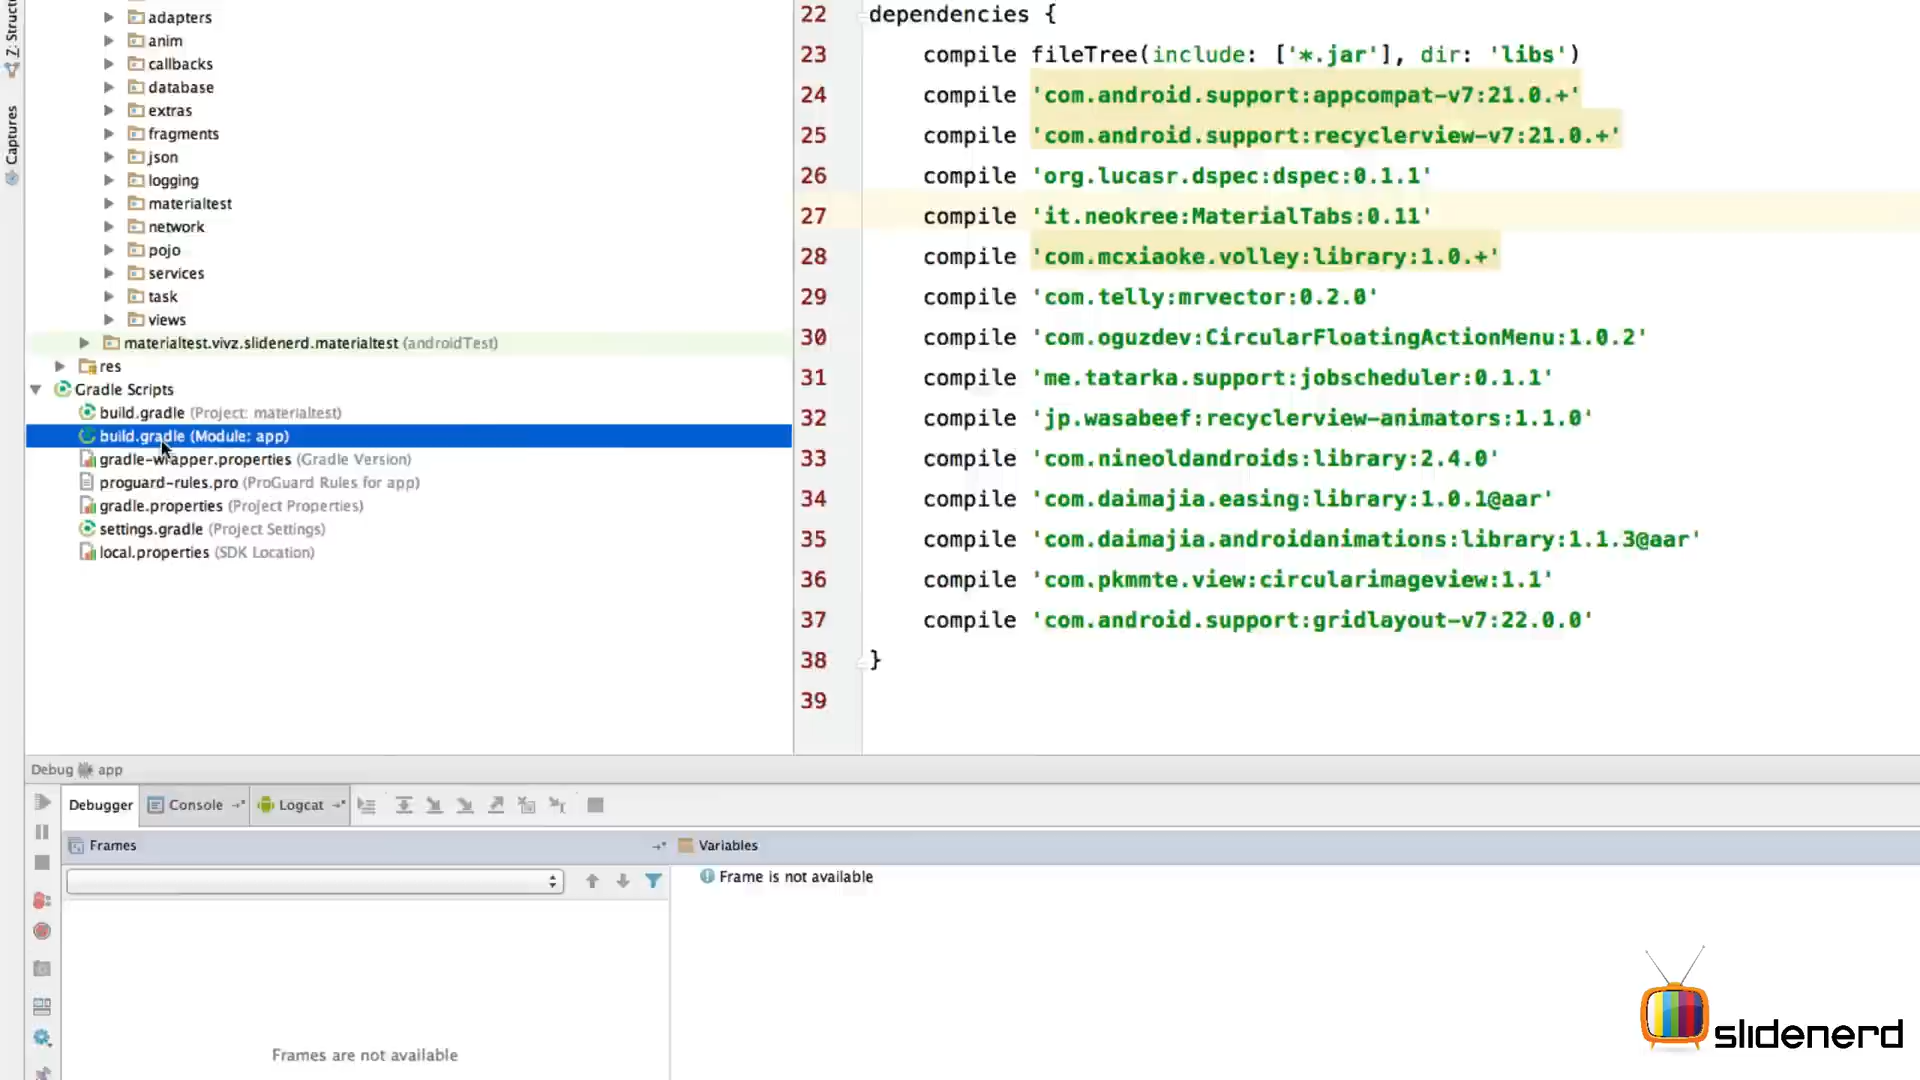 Z: Struct
Captures
adapters
anim
callbacks
database
extras
fragments
json
logging
materialtest
network
pojo
services
task
views
materialtest.vivz.slidenerd.materialtest (androidTest)
res
Gradle Scripts
build.gradle (Project: materialtest)
build.gradle (Module: app)
gradle-wrapper.properties (Gradle Version)
proguard-rules.pro (ProGuard Rules for app)
gradle.properties (Project Properties)
settings.gradle (Project Settings)
local.properties (SDK Location)
22 dependencies {
23 compile fileTree(include: ['*.jar'], dir: 'libs')
24 compile 'com.android.support:appcompat-v7:21.0.+'
25 compile 'com.android.support:recyclerview-v7:21.0.+'
26 compile 'org.lucasr.dspec:dspec:0.1.1'
27 compile 'it.neokree:MaterialTabs:0.11'
28 compile 'com.mcxiaoke.volley:library:1.0.+'
29 compile 'com.telly:mrvector:0.2.0'
30 compile 'com.oguzdev:CircularFloatingActionMenu:1.0.2'
31 compile 'me.tatarka.support:jobscheduler:0.1.1'
32 compile 'jp.wasabeef:recyclerview-animators:1.1.0'
33 compile 'com.nineoldandroids:library:2.4.0'
34 compile 'com.daimajia.easing:library:1.0.1@aar'
35 compile 'com.daimajia.androidanimations:library:1.1.3@aar'
36 compile 'com.pkmmte.view:circularimageview:1.1'
37 compile 'com.android.support:gridlayout-v7:22.0.0'
38 }
39
Debug app
Debugger Console Logcat
Frames Variables
Frame is not available
Frames are not available
slidenerd